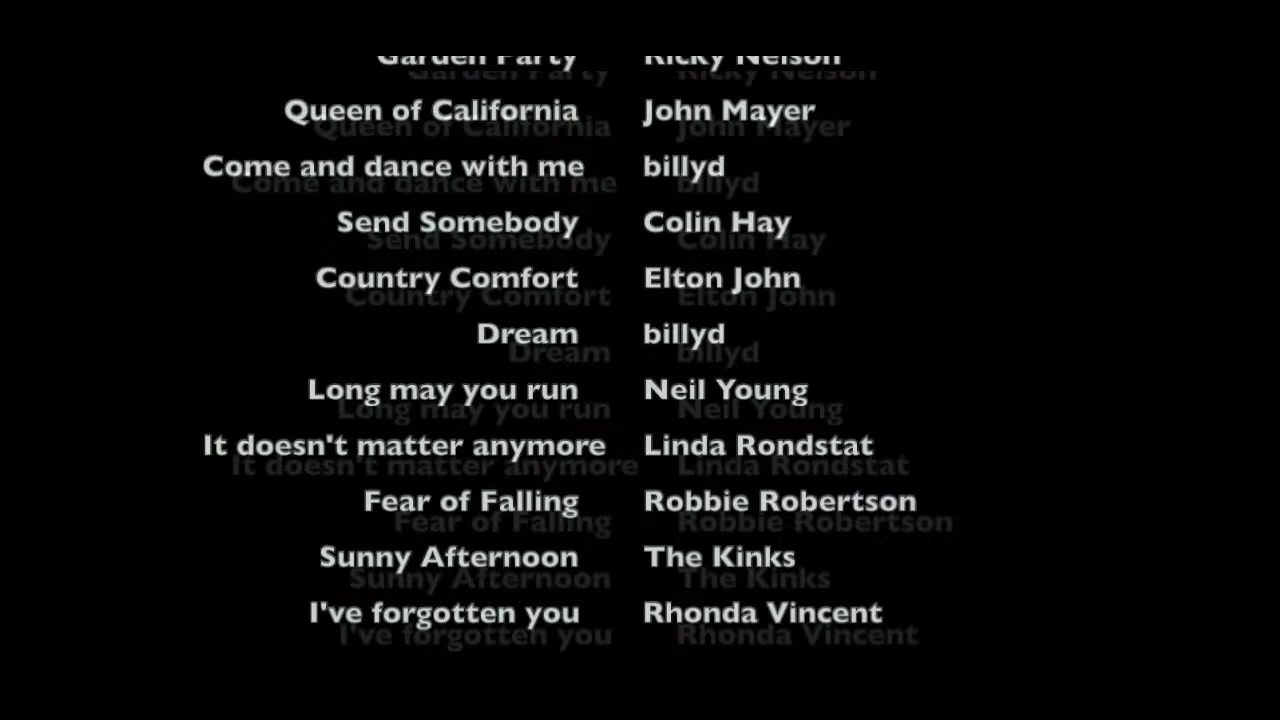 Garden Party Ricky Nelson
Queen of California John Mayer
Come and dance with me billyd
Send Somebody Colin Hay
Country Comfort Elton John
Dream billyd
Long may you run Neil Young
It doesn't matter anymore Linda Rondstat
Fear of Falling Robbie Robertson
Sunny Afternoon The Kinks
I've forgotten you Rhonda Vincent